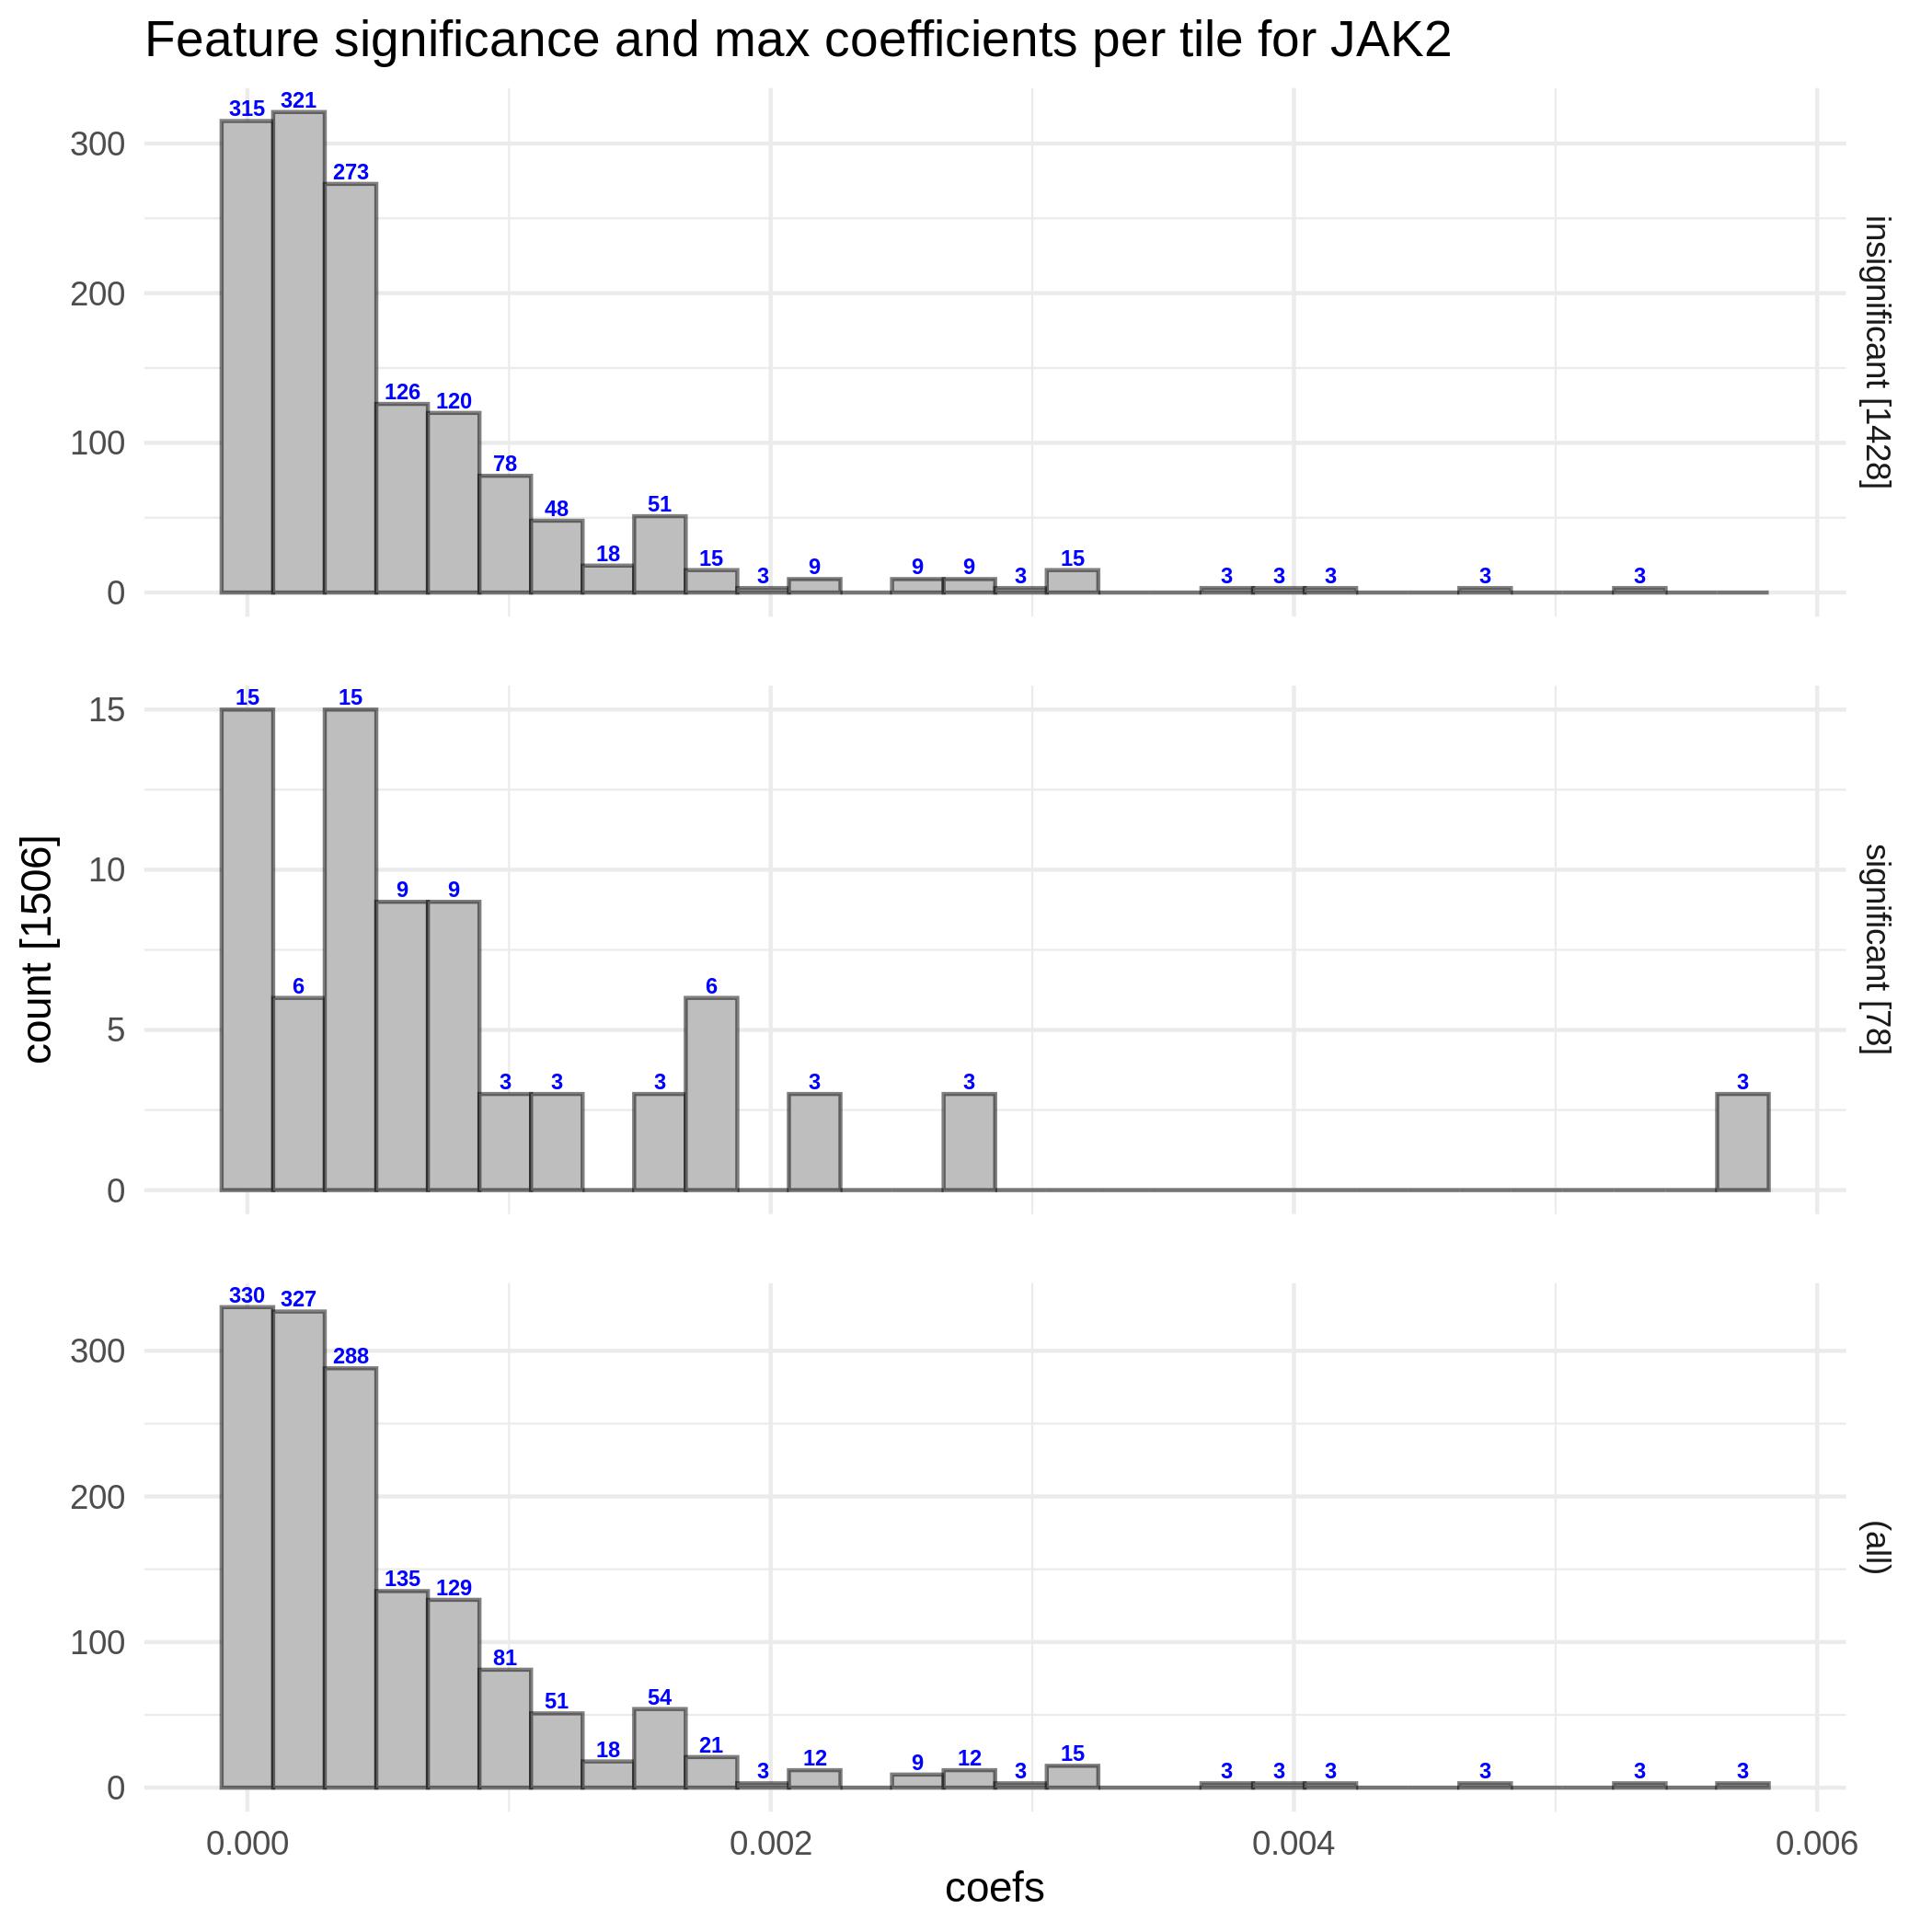 Feature significance and max coefficients per tile for JAK2
315 321 273 126 120 78 48 18 51 15 3 9 9 9 3 15 3 3 3 3 3
300
200
100
0
insignificant [1428]
15 6 15 9 9 3 3 3 6 3 3 3
15
10
5
0
significant [78]
count [1506]
330 327 288 135 129 81 51 18 54 21 3 12 9 12 3 15 3 3 3 3 3 3
300
200
100
0
(all)
0.000 0.002 0.004 0.006
coefs